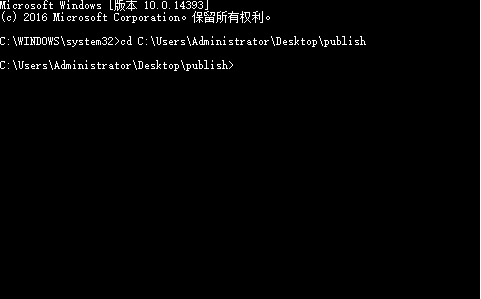 Microsoft Windows [版本 10.0.14393]
(c) 2016 Microsoft Corporation。保留所有权利。
C:\WINDOWS\system32>cd C:\Users\Administrator\Desktop\publish
C:\Users\Administrator\Desktop\publish>